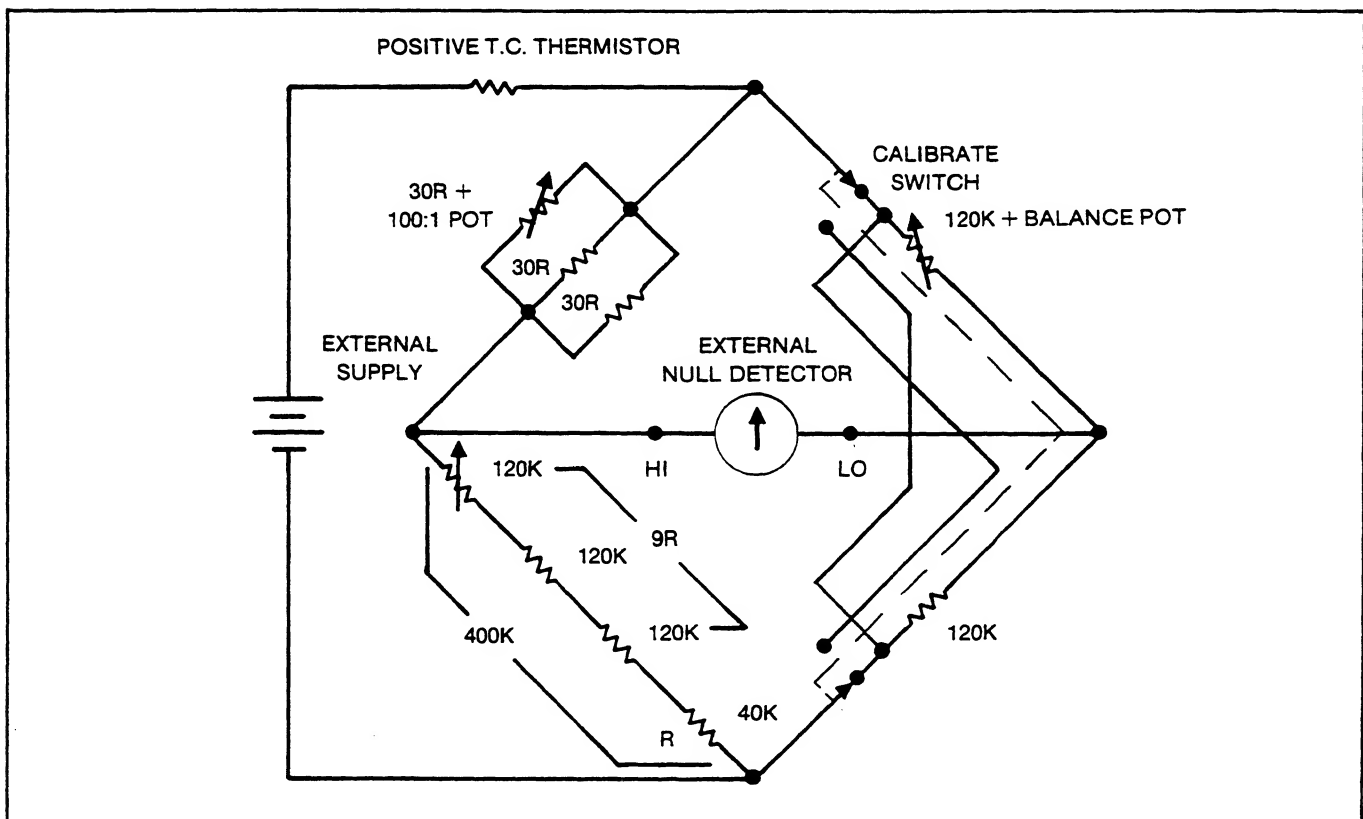 POSITIVE T.C. THERMISTOR
CALIBRATE
SWITCH
30R +
100:1 POT
120K + BALANCE POT
30R
30R
EXTERNAL
SUPPLY
EXTERNAL
NULL DETECTOR
HI
LO
120K
120K
9R
120K
400K
120K
40K
R